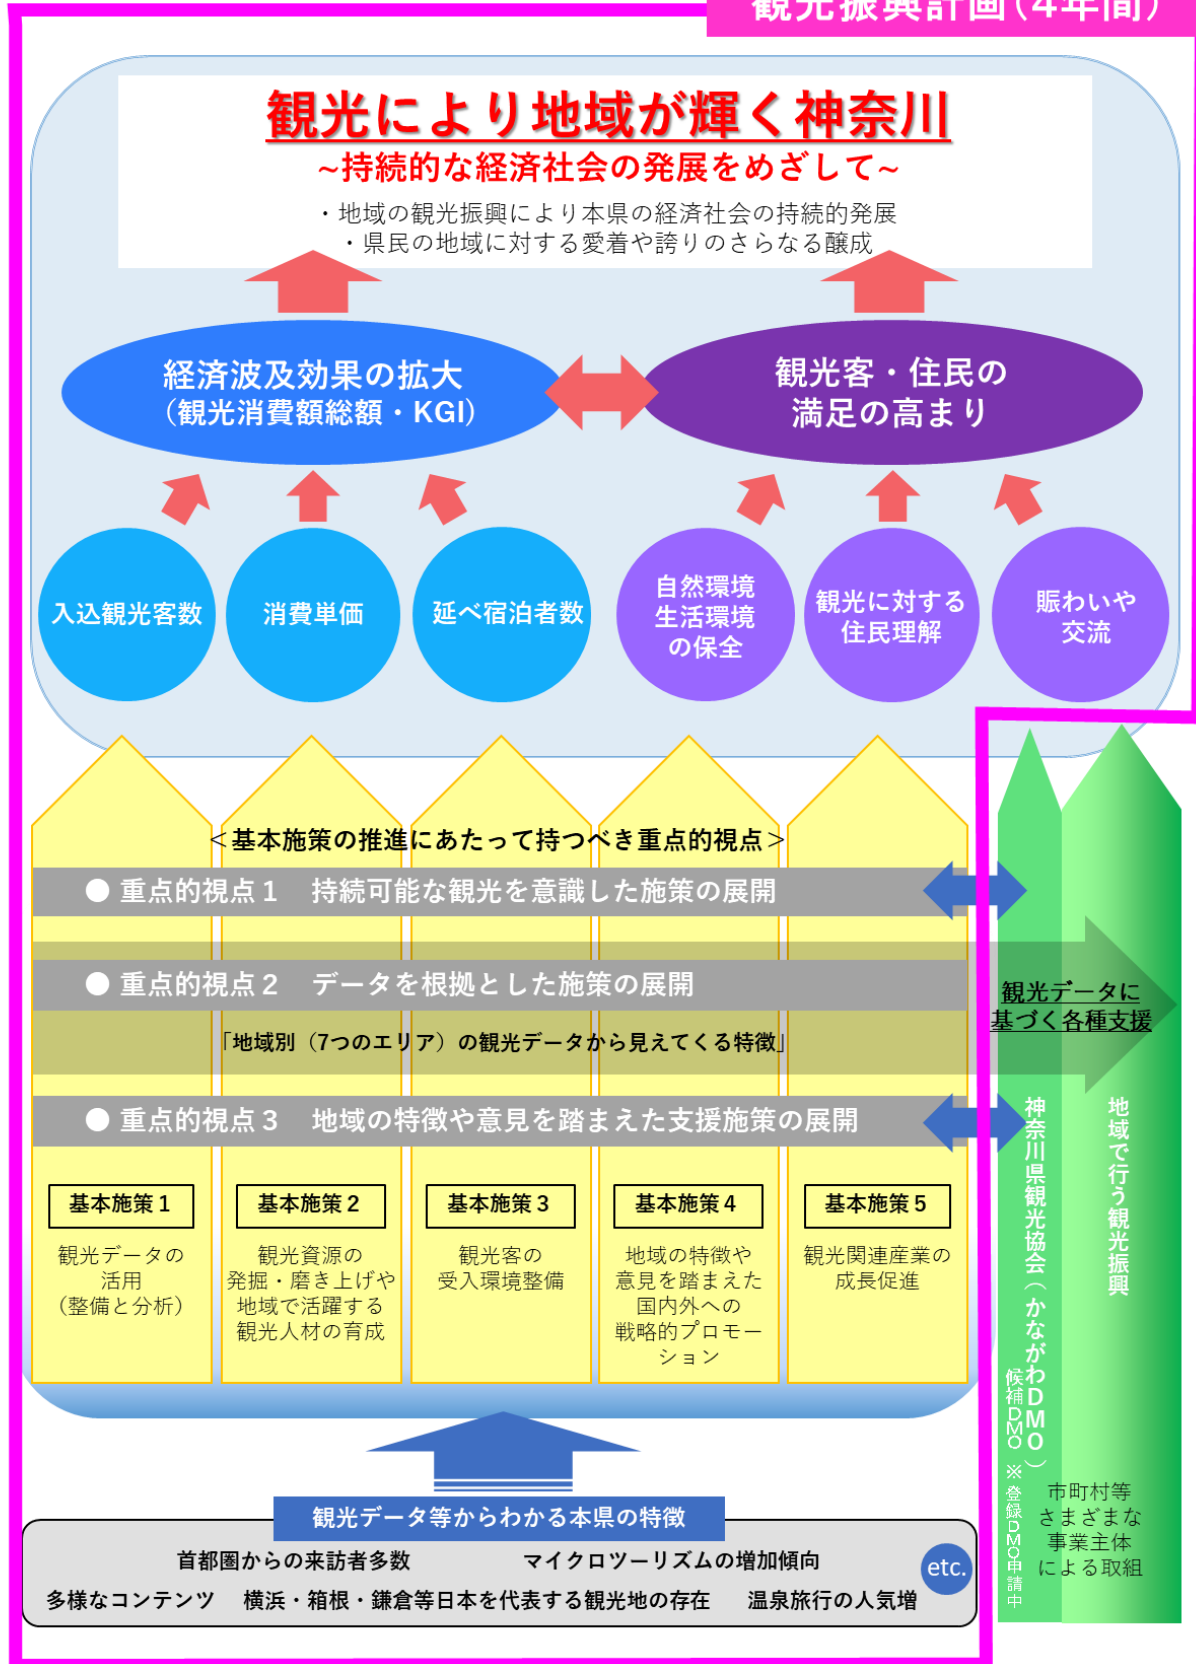 観光振興計画（4年間）
観光により地域が輝く神奈川
~持続的な経済社会の発展をめざして~
・地域の観光振興により本県の経済社会の持続的発展
・県民の地域に対する愛着や誇りのさらなる醸成
経済波及効果の拡大
（観光消費額総額・KGI）
観光客・住民の
満足の高まり
入込観光客数
消費単価
延べ宿泊者数
自然環境
生活環境
の保全
観光に対する
住民理解
賑わいや
交流
＜基本施策の推進にあたって持つべき重点的視点＞
● 重点的視点１　持続可能な観光を意識した施策の展開
● 重点的視点２　データを根拠とした施策の展開
「地域別（7つのエリア）の観光データから見えてくる特徴」
● 重点的視点３　地域の特徴や意見を踏まえた支援施策の展開
観光データに
基づく各種支援
基本施策１
観光データの
活用
（整備と分析）
基本施策２
観光資源の
発掘・磨き上げや
地域で活躍する
観光人材の育成
基本施策３
観光客の
受入環境整備
基本施策４
地域の特徴や
意見を踏まえた
国内外への
戦略的プロモー
ション
基本施策５
観光関連産業の
成長促進
神奈川県観光協会（かながわDMO）
候補DMO ※登録DMO申請中
地域で行う観光振興
市町村等
さまざまな
事業主体
による取組
観光データ等からわかる本県の特徴
首都圏からの来訪者多数
マイクロツーリズムの増加傾向
etc.
多様なコンテンツ
横浜・箱根・鎌倉等日本を代表する観光地の存在
温泉旅行の人気増